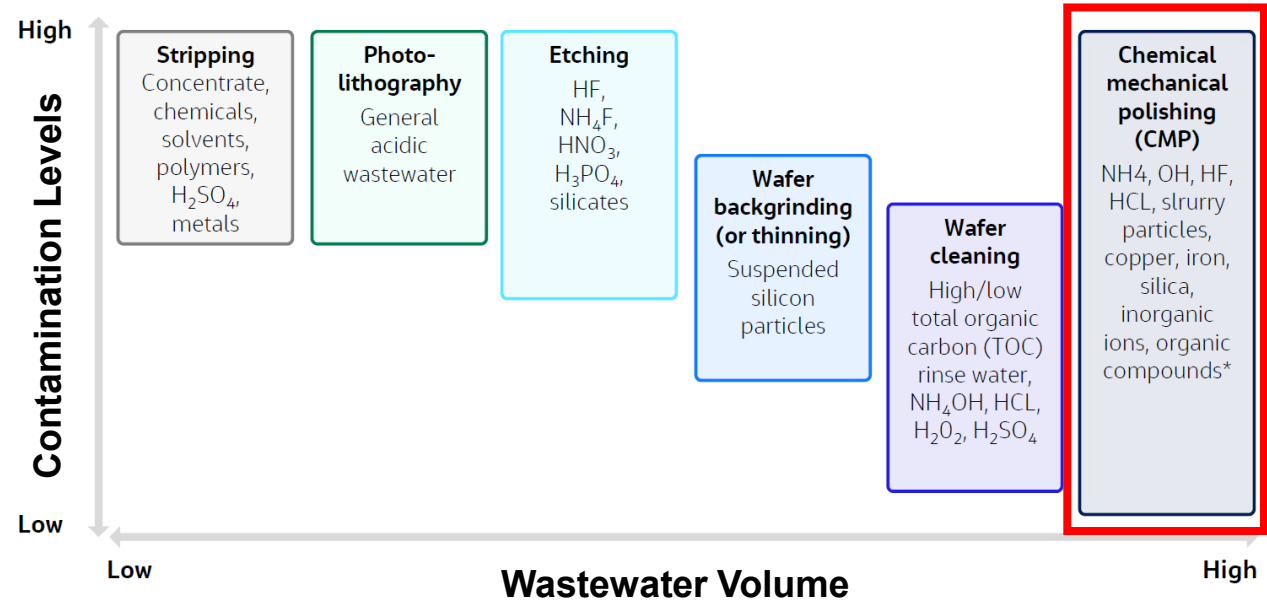 High
Contamination Levels
Low
Stripping
Concentrate,
chemicals,
solvents,
polymers,
H₂SO₄,
metals
Photo-
lithography
General
acidic
wastewater
Etching
HF,
NH₄F,
HNO₃,
H₃PO₄,
silicates
Wafer
backgrinding
(or thinning)
Suspended
silicon
particles
Wafer
cleaning
High/low
total organic
carbon (TOC)
rinse water,
NH₄OH, HCL,
H₂0₂, H₂SO₄
Chemical
mechanical
polishing
(CMP)
NH4, OH, HF,
HCL, slrurry
particles,
copper, iron,
silica,
inorganic
ions, organic
compounds*
Low
Wastewater Volume
High